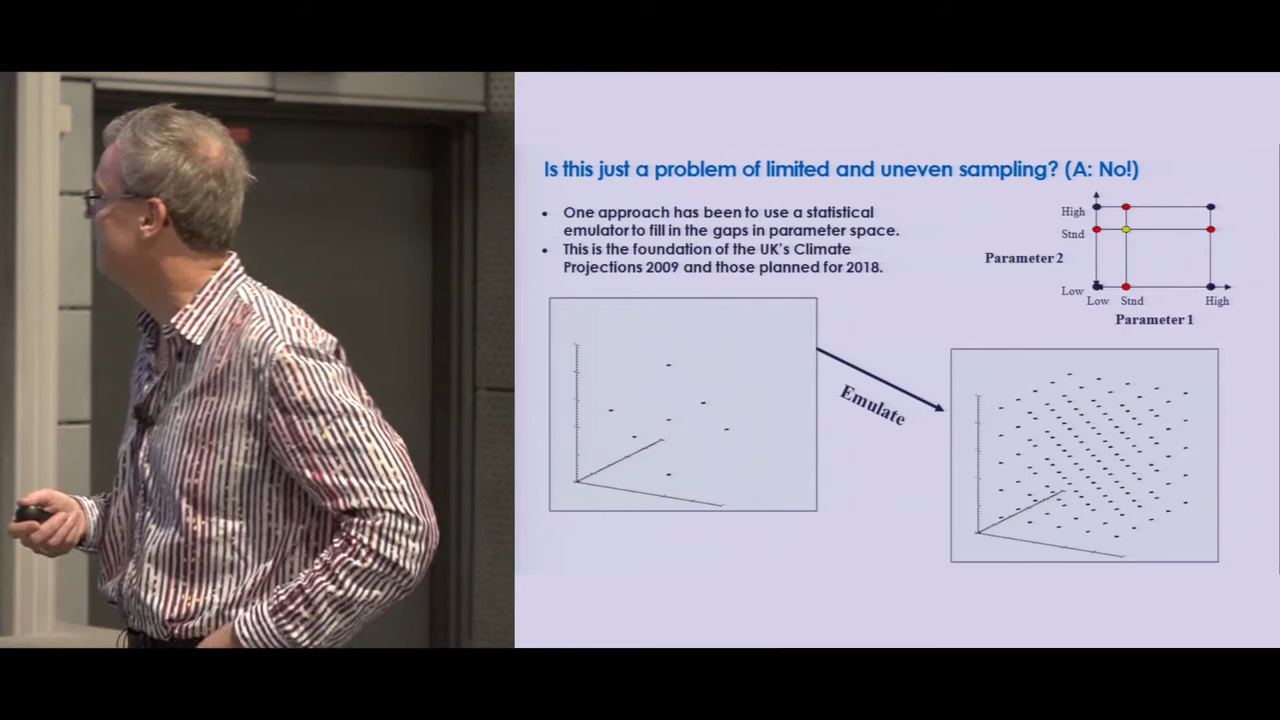 Is this just a problem of limited and uneven sampling? (A: No!)
• One approach has been to use a statistical
emulator to fill in the gaps in parameter space.
• This is the foundation of the UK's Climate
Projections 2009 and those planned for 2018.
High
Stnd
Parameter 2
Low
Low Stnd High
Parameter 1
Emulate